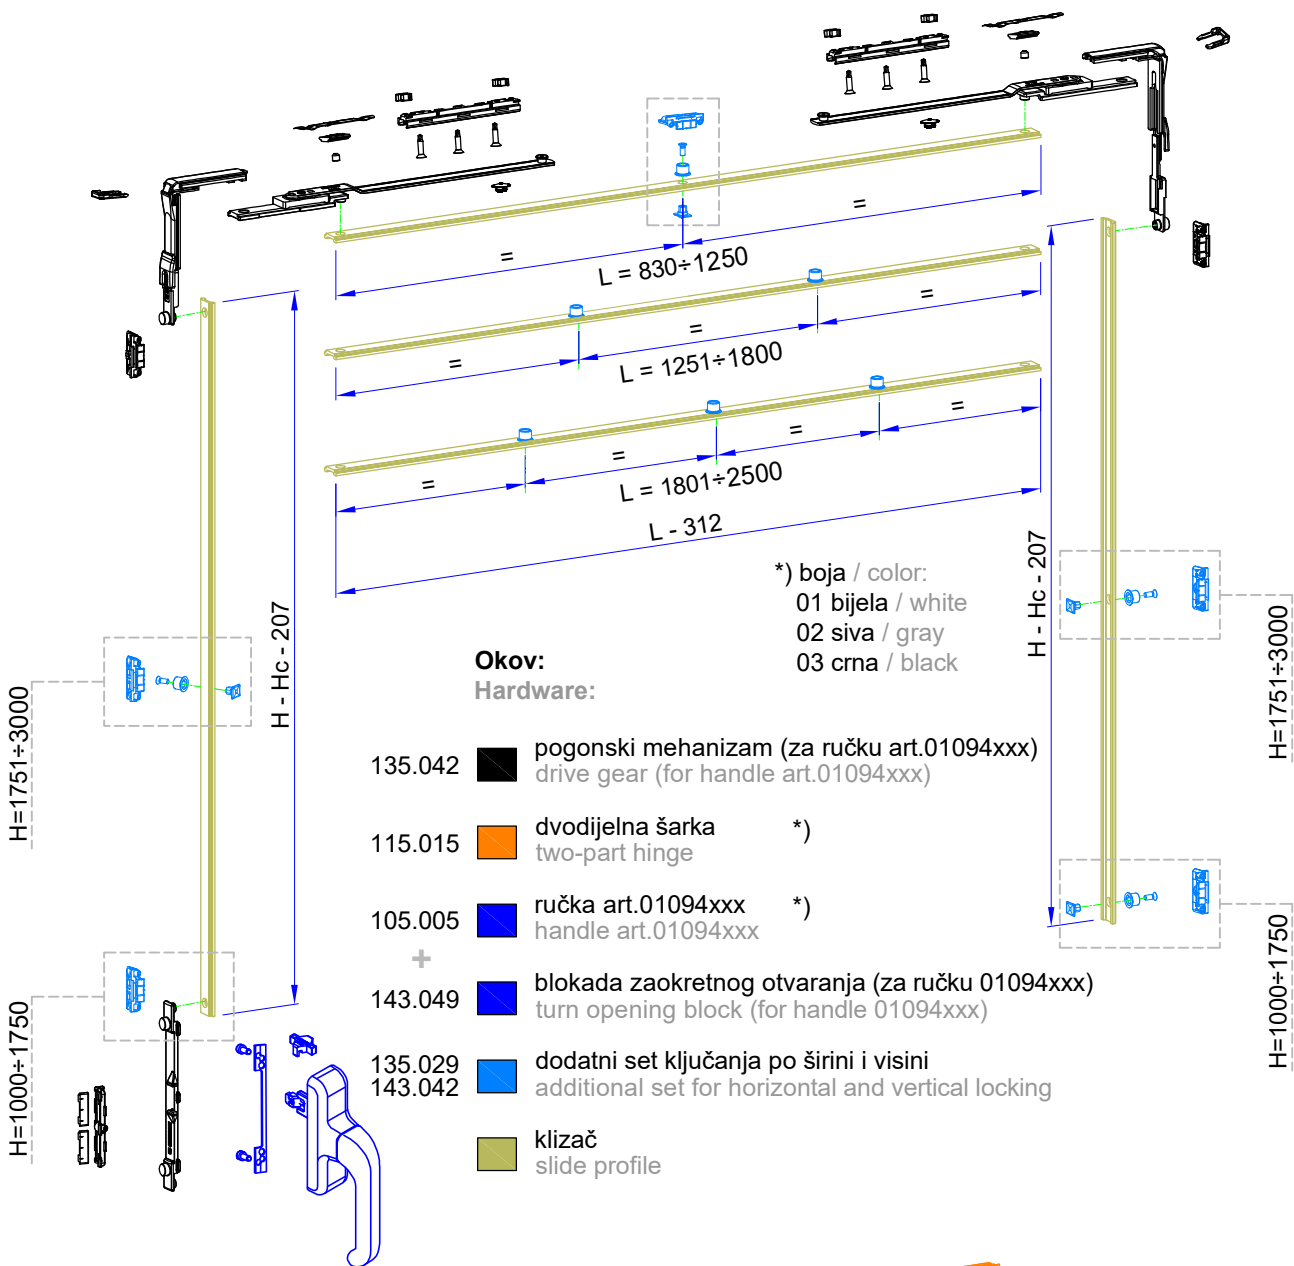 =
=
L = 830÷1250
=
=
=
L = 1251÷1800
=
=
=
=
L = 1801÷2500
L - 312
H - Hc - 207
H - Hc - 207
H=1751÷3000
H=1000÷1750
H=1751÷3000
H=1000÷1750
*) boja / color:
01 bijela / white
02 siva / gray
03 crna / black
Okov:
Hardware:
135.042 pogonski mehanizam (za ručku art.01094xxx)
drive gear (for handle art.01094xxx)
115.015 dvodijelna šarka *)
two-part hinge
105.005 ručka art.01094xxx *)
handle art.01094xxx
+
143.049 blokada zaokretnog otvaranja (za ručku 01094xxx)
turn opening block (for handle 01094xxx)
135.029 dodatni set ključanja po širini i visini
143.042 additional set for horizontal and vertical locking
klizač
slide profile